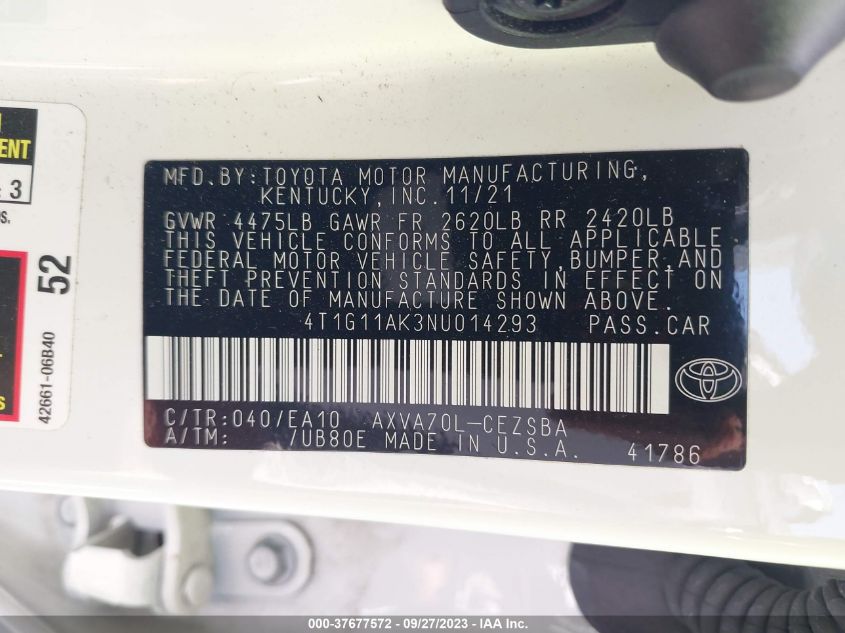 ENT
3
S.
52
42661-06B40
s
MFD.BY:TOYOTA MOTOR MANUFACTURING,
KENTUCKY,INC.11/21
GVWR 4475LB GAWR FR 2620LB RR 2420LB
THIS VEHICLE CONFORMS TO ALL APPLICABLE
FEDERAL MOTOR VEHICLE SAFETY,BUMPER,AND
THEFT PREVENTION STANDARDS IN EFFECT ON
THE DATE OF MANUFACTURE SHOWN ABOVE.
4T1G11AK3NU014293 PASS.CAR
C/TR:040/EA10 AXVA70L-CEZSBA
A/TM: /UB80E MADE IN U.S.A. 41786
000-37677572 - 09/27/2023 - IAA Inc.